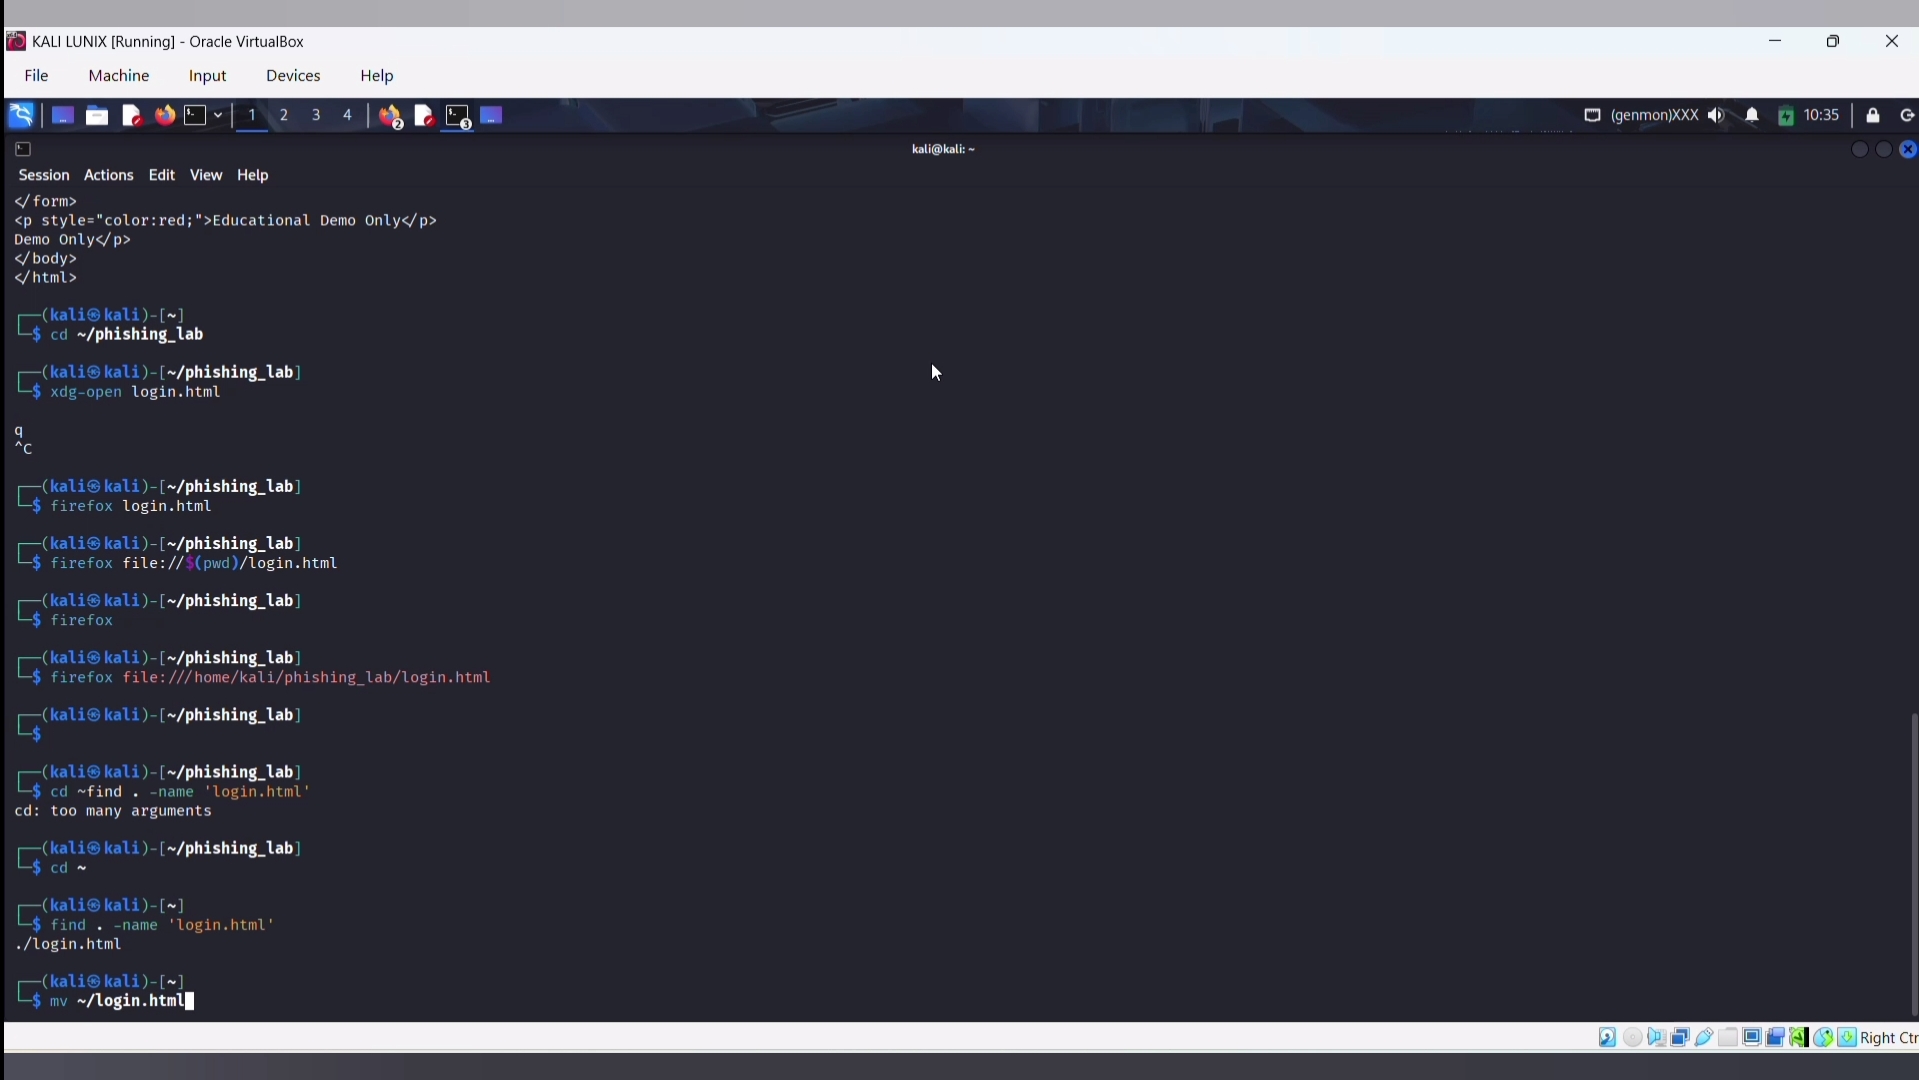 KALI LUNIX [Running] - Oracle VirtualBox
File Machine Input Devices Help
1 2 3 4 2 3 (genmon)XXX 10:35
kali@kali: ~
Session Actions Edit View Help
</form>
<p style="color:red;">Educational Demo Only</p>
Demo Only</p>
</body>
</html>
┌──(kali㉿kali)-[~]
└─$ cd ~/phishing_lab
┌──(kali㉿kali)-[~/phishing_lab]
└─$ xdg-open login.html
q
^C
┌──(kali㉿kali)-[~/phishing_lab]
└─$ firefox login.html
┌──(kali㉿kali)-[~/phishing_lab]
└─$ firefox file://$(pwd)/login.html
┌──(kali㉿kali)-[~/phishing_lab]
└─$ firefox
┌──(kali㉿kali)-[~/phishing_lab]
└─$ firefox file:///home/kali/phishing_lab/login.html
┌──(kali㉿kali)-[~/phishing_lab]
└─$
┌──(kali㉿kali)-[~/phishing_lab]
└─$ cd ~find . -name 'login.html'
cd: too many arguments
┌──(kali㉿kali)-[~/phishing_lab]
└─$ cd ~
┌──(kali㉿kali)-[~]
└─$ find . -name 'login.html'
./login.html
┌──(kali㉿kali)-[~]
└─$ mv ~/login.html
Right Ctr